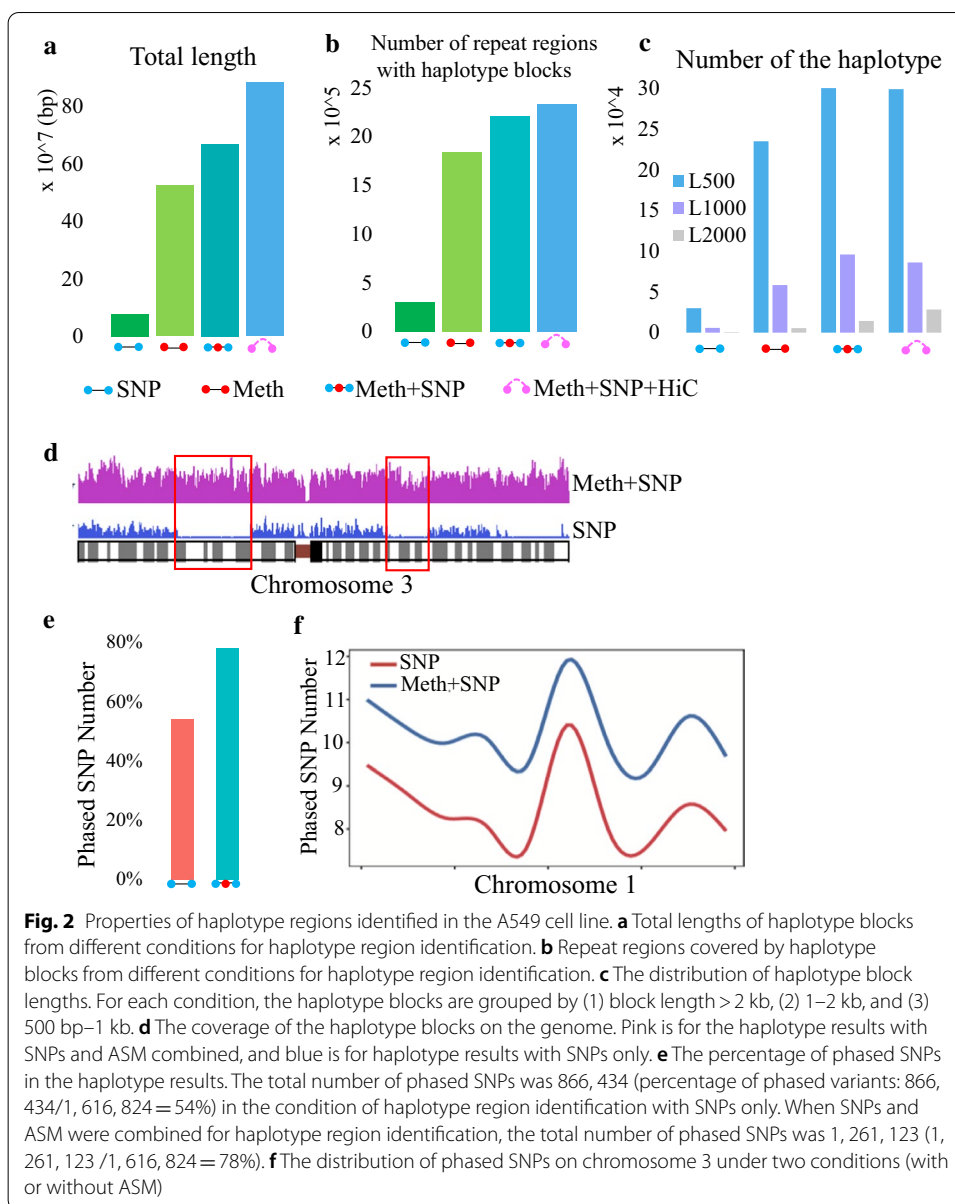 a
Total length
x 10^7 (bp)
80
60
40
20
0
b
Number of repeat regions
with haplotype blocks
x 10^5
25
20
15
10
5
0
c
Number of the haplotype
x 10^4
30
25
20
15
10
5
0
L500
L1000
L2000
SNP
Meth
Meth+SNP
Meth+SNP+HiC
d
Meth+SNP
SNP
Chromosome 3
e
Phased SNP Number
80%
60%
40%
20%
0%
f
Phased SNP Number
12
11
10
9
8
SNP
Meth+SNP
Chromosome 1
Fig. 2 Properties of haplotype regions identified in the A549 cell line. a Total lengths of haplotype blocks
from different conditions for haplotype region identification. b Repeat regions covered by haplotype
blocks from different conditions for haplotype region identification. c The distribution of haplotype block
lengths. For each condition, the haplotype blocks are grouped by (1) block length > 2 kb, (2) 1–2 kb, and (3)
500 bp–1 kb. d The coverage of the haplotype blocks on the genome. Pink is for the haplotype results with
SNPs and ASM combined, and blue is for haplotype results with SNPs only. e The percentage of phased SNPs
in the haplotype results. The total number of phased SNPs was 866, 434 (percentage of phased variants: 866,
434/1, 616, 824 = 54%) in the condition of haplotype region identification with SNPs only. When SNPs and
ASM were combined for haplotype region identification, the total number of phased SNPs was 1, 261, 123 (1,
261, 123 /1, 616, 824 = 78%). f The distribution of phased SNPs on chromosome 3 under two conditions (with
or without ASM)